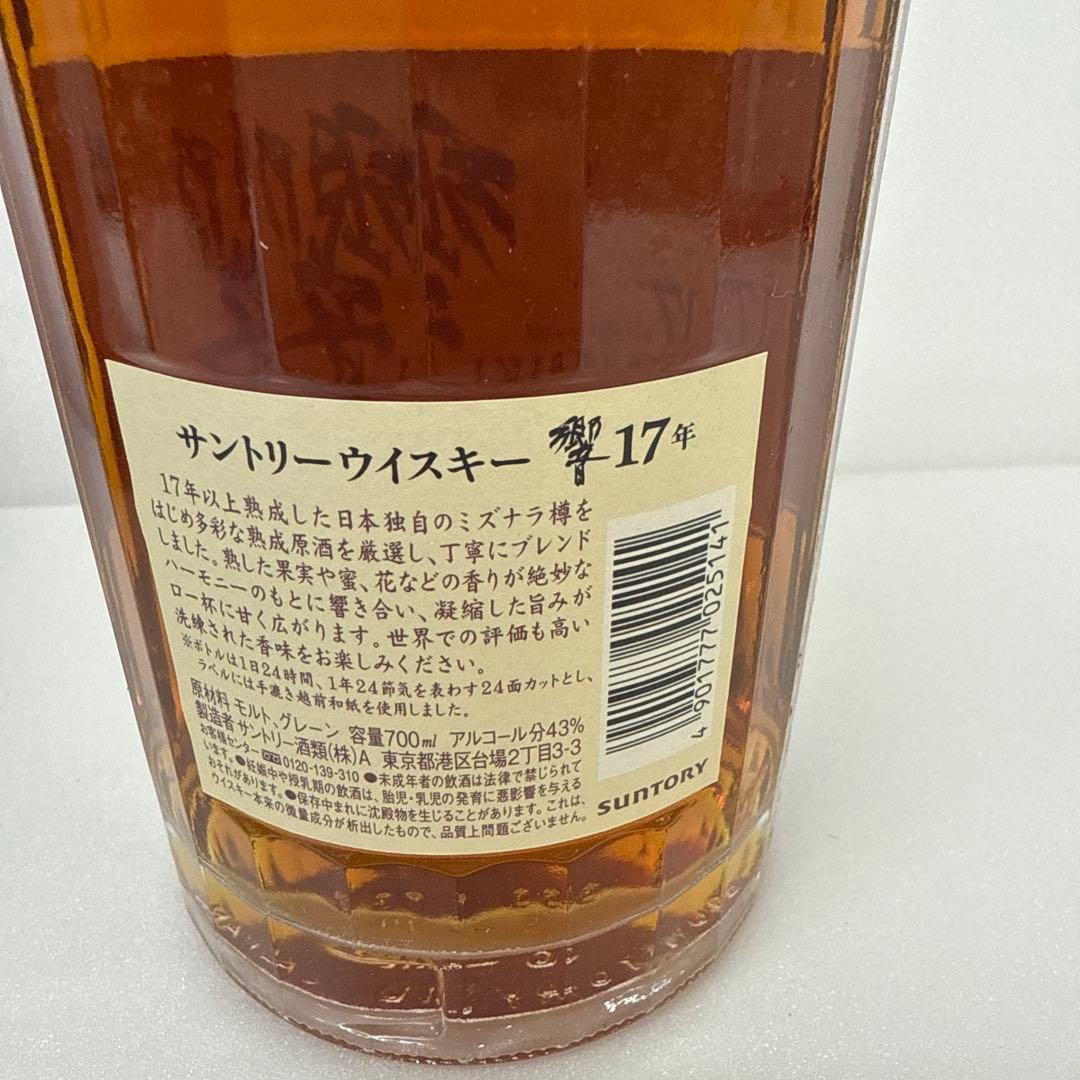 サントリーウイスキー 響 17年
17年以上熟成した日本独自のミズナラ樽を
はじめ多彩な熟成原酒を厳選し、丁寧にブレンド
しました。熟した果実や蜜、花などの香りが絶妙な
ハーモニーのもとに響き合い、凝縮した旨みが
口一杯に甘く広がります。世界での評価も高い
洗練された香味をお楽しみください。
※ボトルは1日24時間、1年24節気を表わす24面カットとし、
ラベルには手漉き越前和紙を使用しました。
原材料 モルト、グレーン 容量700ml アルコール分43%
製造者 サントリー酒類(株)A 東京都港区台場2丁目3-3
お客様センター 0120-139-310 ●未成年者の飲酒は法律で禁じられて
います。●妊娠中や授乳期の飲酒は、胎児・乳児の発育に悪影響を与える
おそれがあります。●保存中まれに沈殿物を生じることがあります。これは、
ウイスキー本来の微量成分が析出したもので、品質上問題ございません。
4 901777 025141
SUNTORY